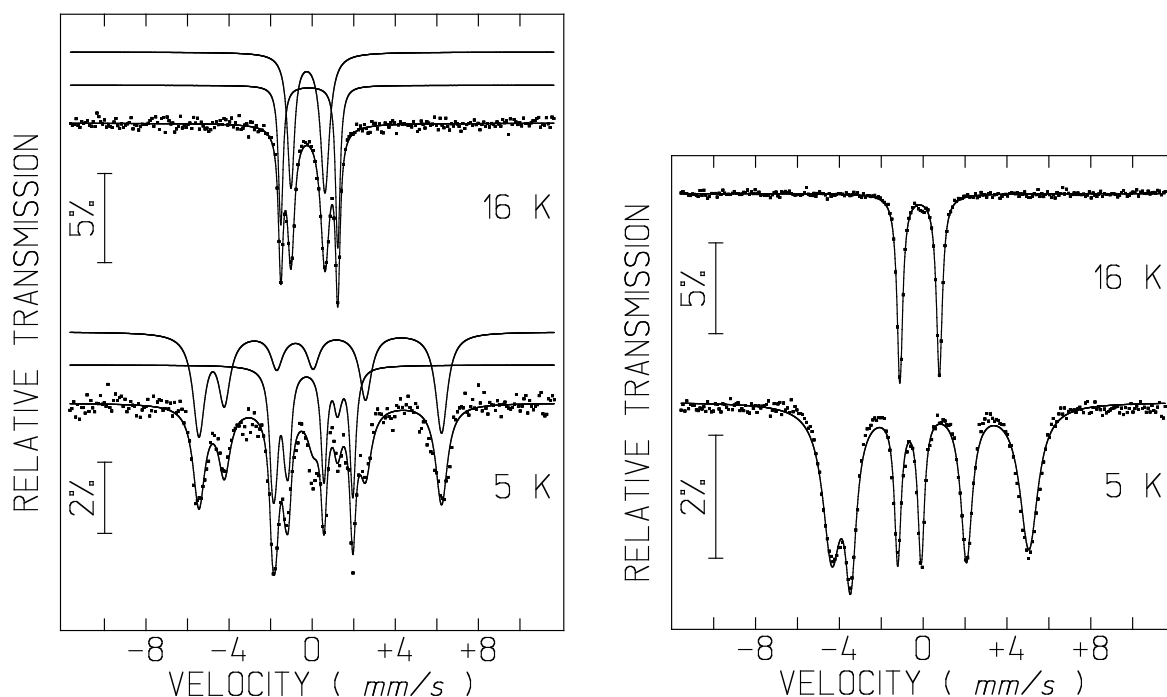 RELATIVE TRANSMISSION
5%
16 K
2%
5 K
-8 -4 0 +4 +8
VELOCITY ( mm/s )
RELATIVE TRANSMISSION
5%
16 K
2%
5 K
-8 -4 0 +4 +8
VELOCITY ( mm/s )